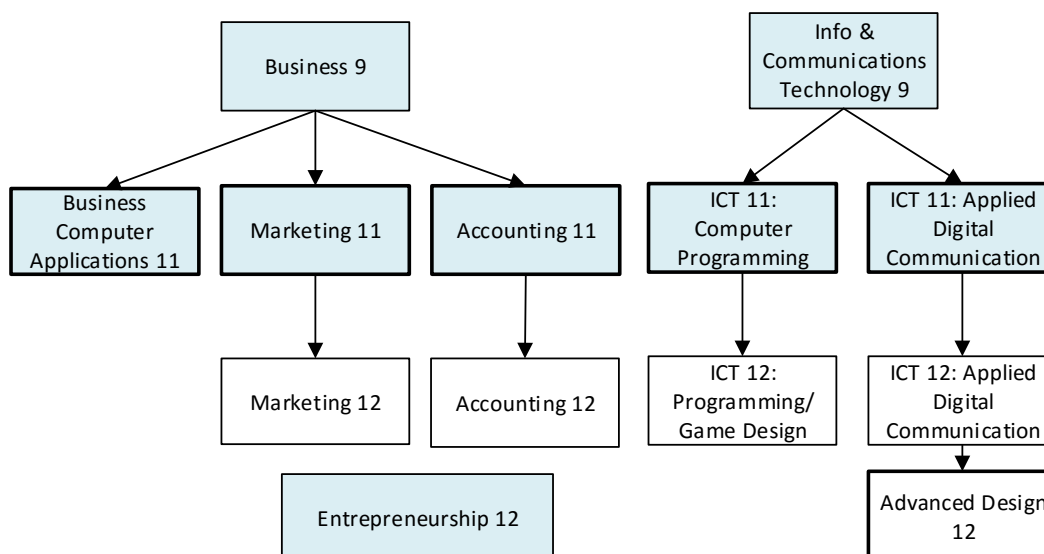 Business 9
Info &
Communications
Technology 9
Business
Computer
Applications 11
Marketing 11
Accounting 11
ICT 11:
Computer
Programming
ICT 11: Applied
Digital
Communication
Marketing 12
Accounting 12
ICT 12:
Programming/
Game Design
ICT 12: Applied
Digital
Communication
Entrepreneurship 12
Advanced Design
12